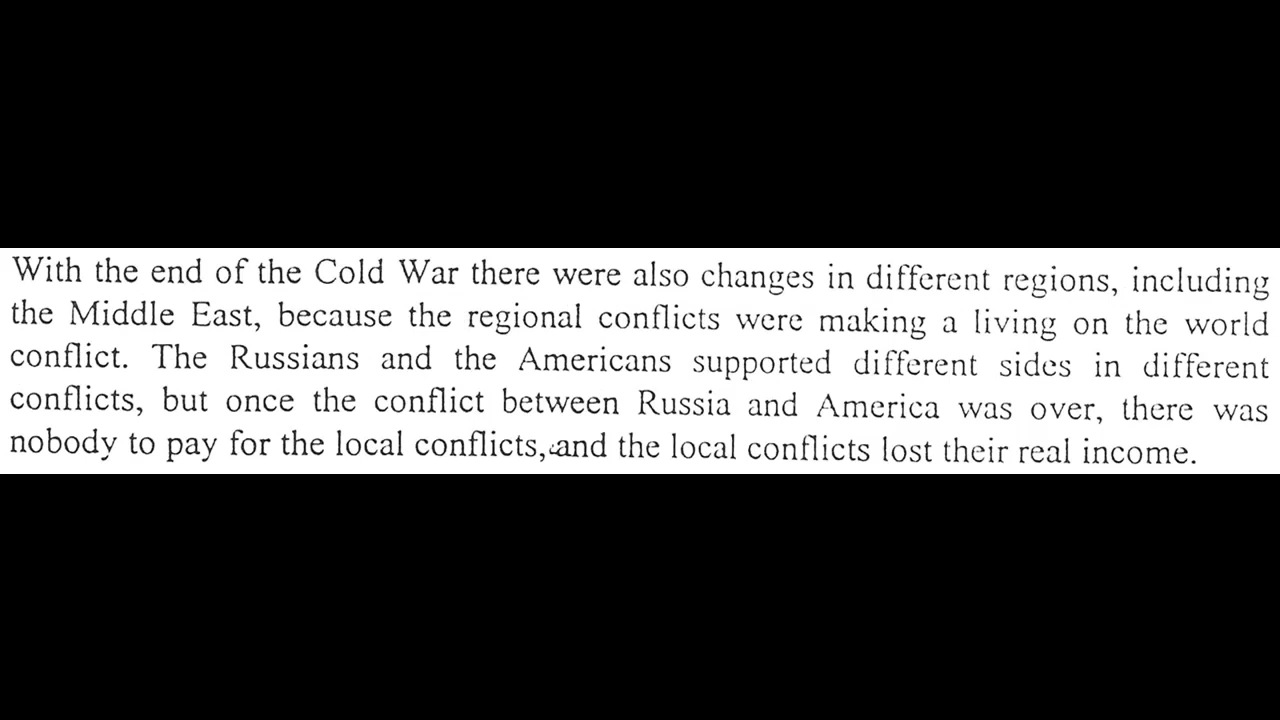 With the end of the Cold War there were also changes in different regions, including
the Middle East, because the regional conflicts were making a living on the world
conflict. The Russians and the Americans supported different sides in different
conflicts, but once the conflict between Russia and America was over, there was
nobody to pay for the local conflicts, and the local conflicts lost their real income.